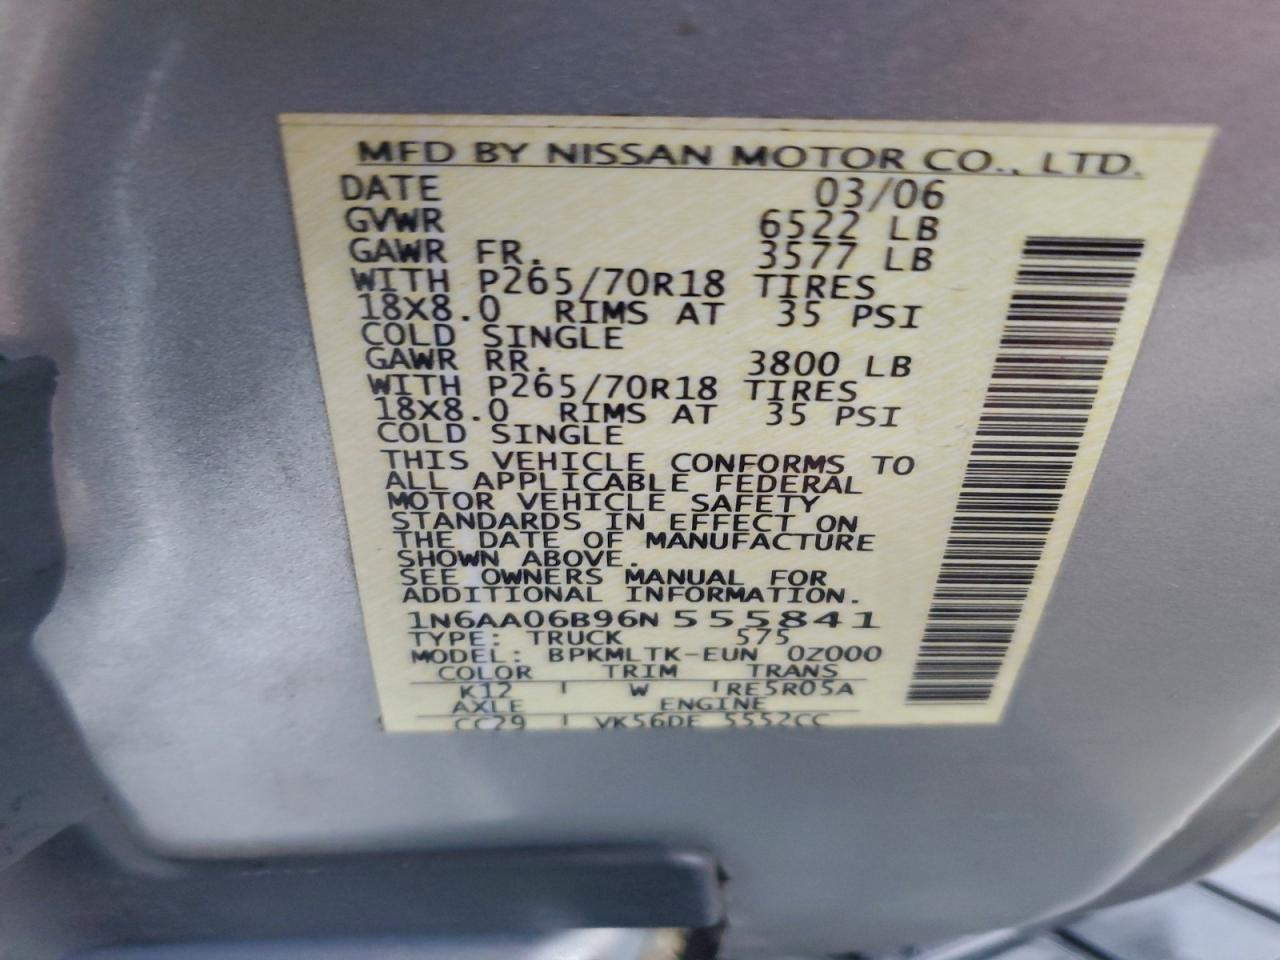 MFD BY NISSAN MOTOR CO., LTD.
DATE 03/06
GVWR 6522 LB
GAWR FR. 3577 LB
WITH P265/70R18 TIRES
18X8.0 RIMS AT 35 PSI
COLD SINGLE
GAWR RR. 3800 LB
WITH P265/70R18 TIRES
18X8.0 RIMS AT 35 PSI
COLD SINGLE
THIS VEHICLE CONFORMS TO
ALL APPLICABLE FEDERAL
MOTOR VEHICLE SAFETY
STANDARDS IN EFFECT ON
THE DATE OF MANUFACTURE
SHOWN ABOVE.
SEE OWNERS MANUAL FOR
ADDITIONAL INFORMATION.
1N6AA06B96N555841
TYPE: TRUCK 575
MODEL: BPKMLTK-EUN 0Z000
COLOR TRIM TRANS
K12 W RE5R05A
AXLE ENGINE
CC29 VK56DE 5552CC